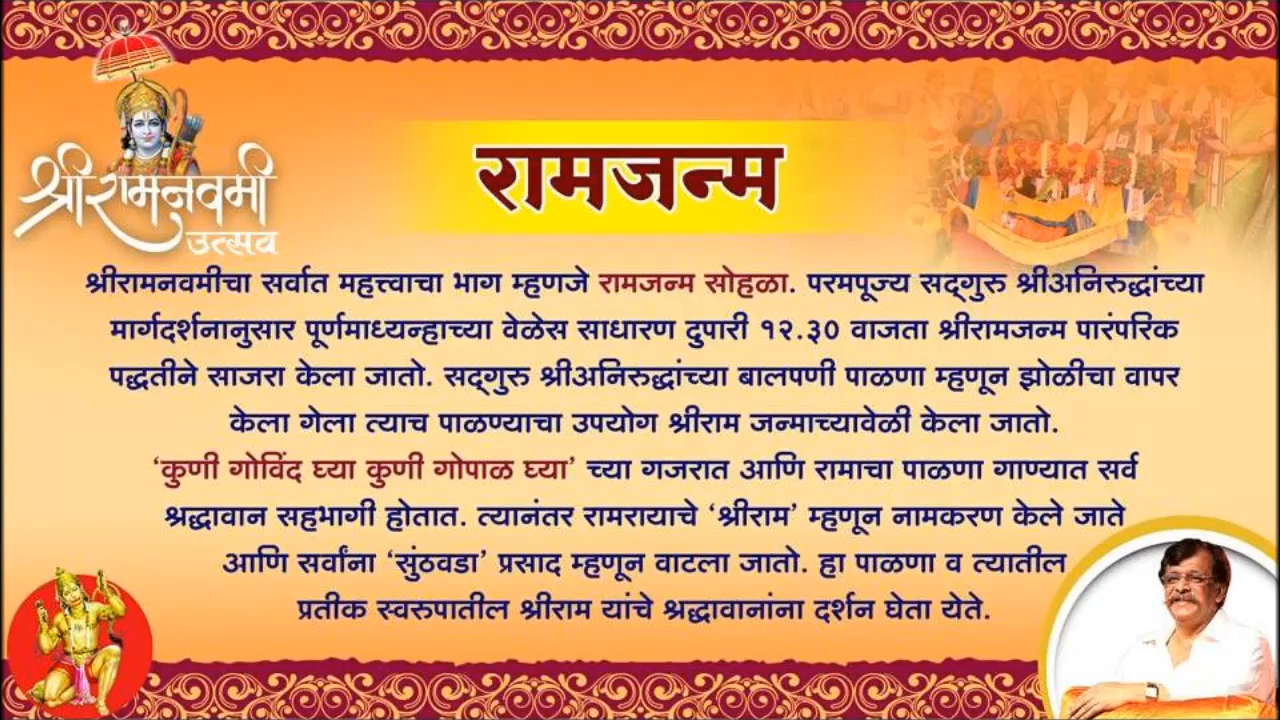 श्रीरामनवमी
उत्सव
रामजन्म
श्रीरामनवमीचा सर्वात महत्त्वाचा भाग म्हणजे रामजन्म सोहळा. परमपूज्य सद्‌गुरु श्रीअनिरुद्धांच्या
मार्गदर्शनानुसार पूर्णमाध्यन्हाच्या वेळेस साधारण दुपारी १२.३० वाजता श्रीरामजन्म पारंपरिक
पद्धतीने साजरा केला जातो. सद्‌गुरु श्रीअनिरुद्धांच्या बालपणी पाळणा म्हणून झोळीचा वापर
केला गेला त्याच पाळण्याचा उपयोग श्रीराम जन्माच्यावेळी केला जातो.
‘कुणी गोविंद घ्या कुणी गोपाळ घ्या’ च्या गजरात आणि रामाचा पाळणा गाण्यात सर्व
श्रद्धावान सहभागी होतात. त्यानंतर रामरायाचे ‘श्रीराम’ म्हणून नामकरण केले जाते
आणि सर्वांना ‘सुंठवडा’ प्रसाद म्हणून वाटला जातो. हा पाळणा व त्यातील
प्रतीक स्वरुपातील श्रीराम यांचे श्रद्धावानांना दर्शन घेता येते.